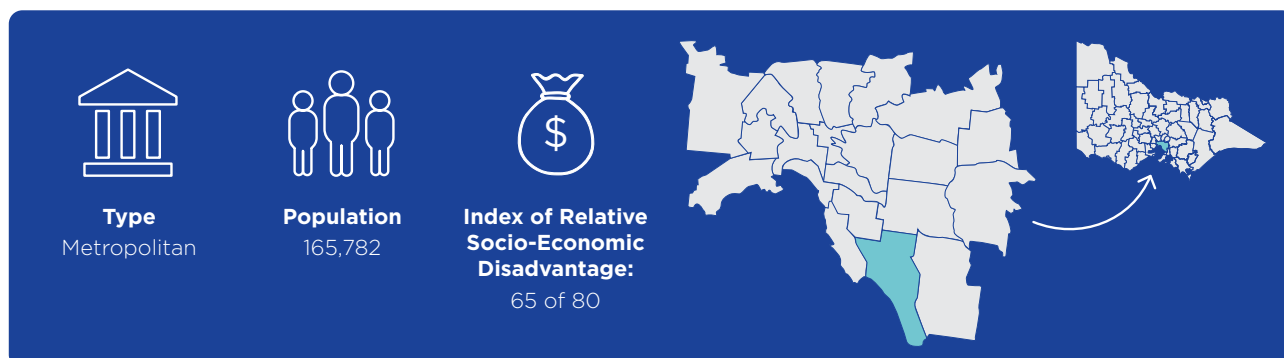 $
Type
Metropolitan
Population
165,782
Index of Relative
Socio-Economic
Disadvantage:
65 of 80